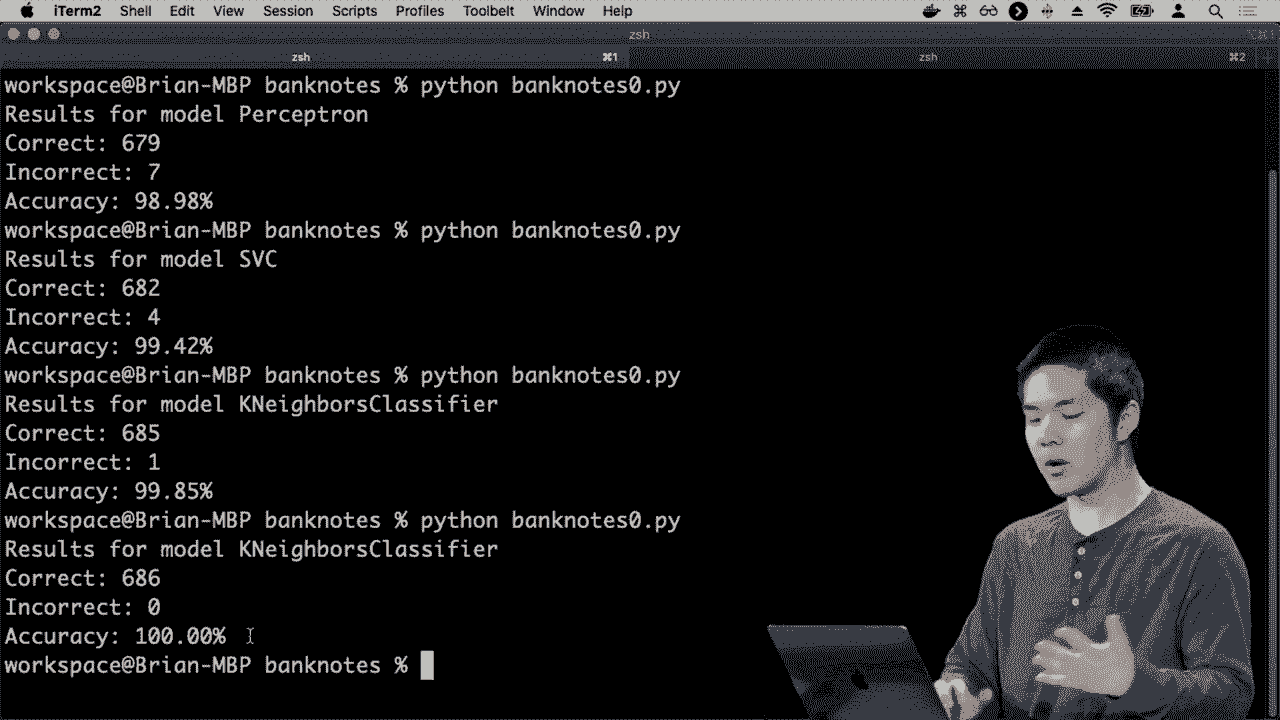 iTerm2 Shell Edit View Session Scripts Profiles Toolbelt Window Help
zsh
zsh ⌘1 zsh ⌘2
workspace@Brian-MBP banknotes % python banknotes0.py
Results for model Perceptron
Correct: 679
Incorrect: 7
Accuracy: 98.98%
workspace@Brian-MBP banknotes % python banknotes0.py
Results for model SVC
Correct: 682
Incorrect: 4
Accuracy: 99.42%
workspace@Brian-MBP banknotes % python banknotes0.py
Results for model KNeighborsClassifier
Correct: 685
Incorrect: 1
Accuracy: 99.85%
workspace@Brian-MBP banknotes % python banknotes0.py
Results for model KNeighborsClassifier
Correct: 686
Incorrect: 0
Accuracy: 100.00%
workspace@Brian-MBP banknotes %